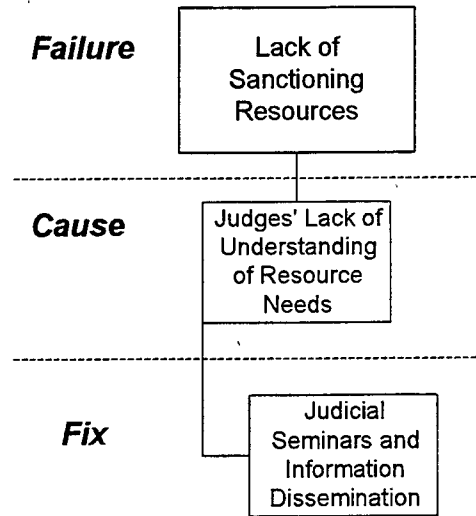 Failure
Lack of
Sanctioning
Resources
Cause
Judges' Lack of
Understanding
of Resource
Needs
Fix
Judicial
Seminars and
Information
Dissemination